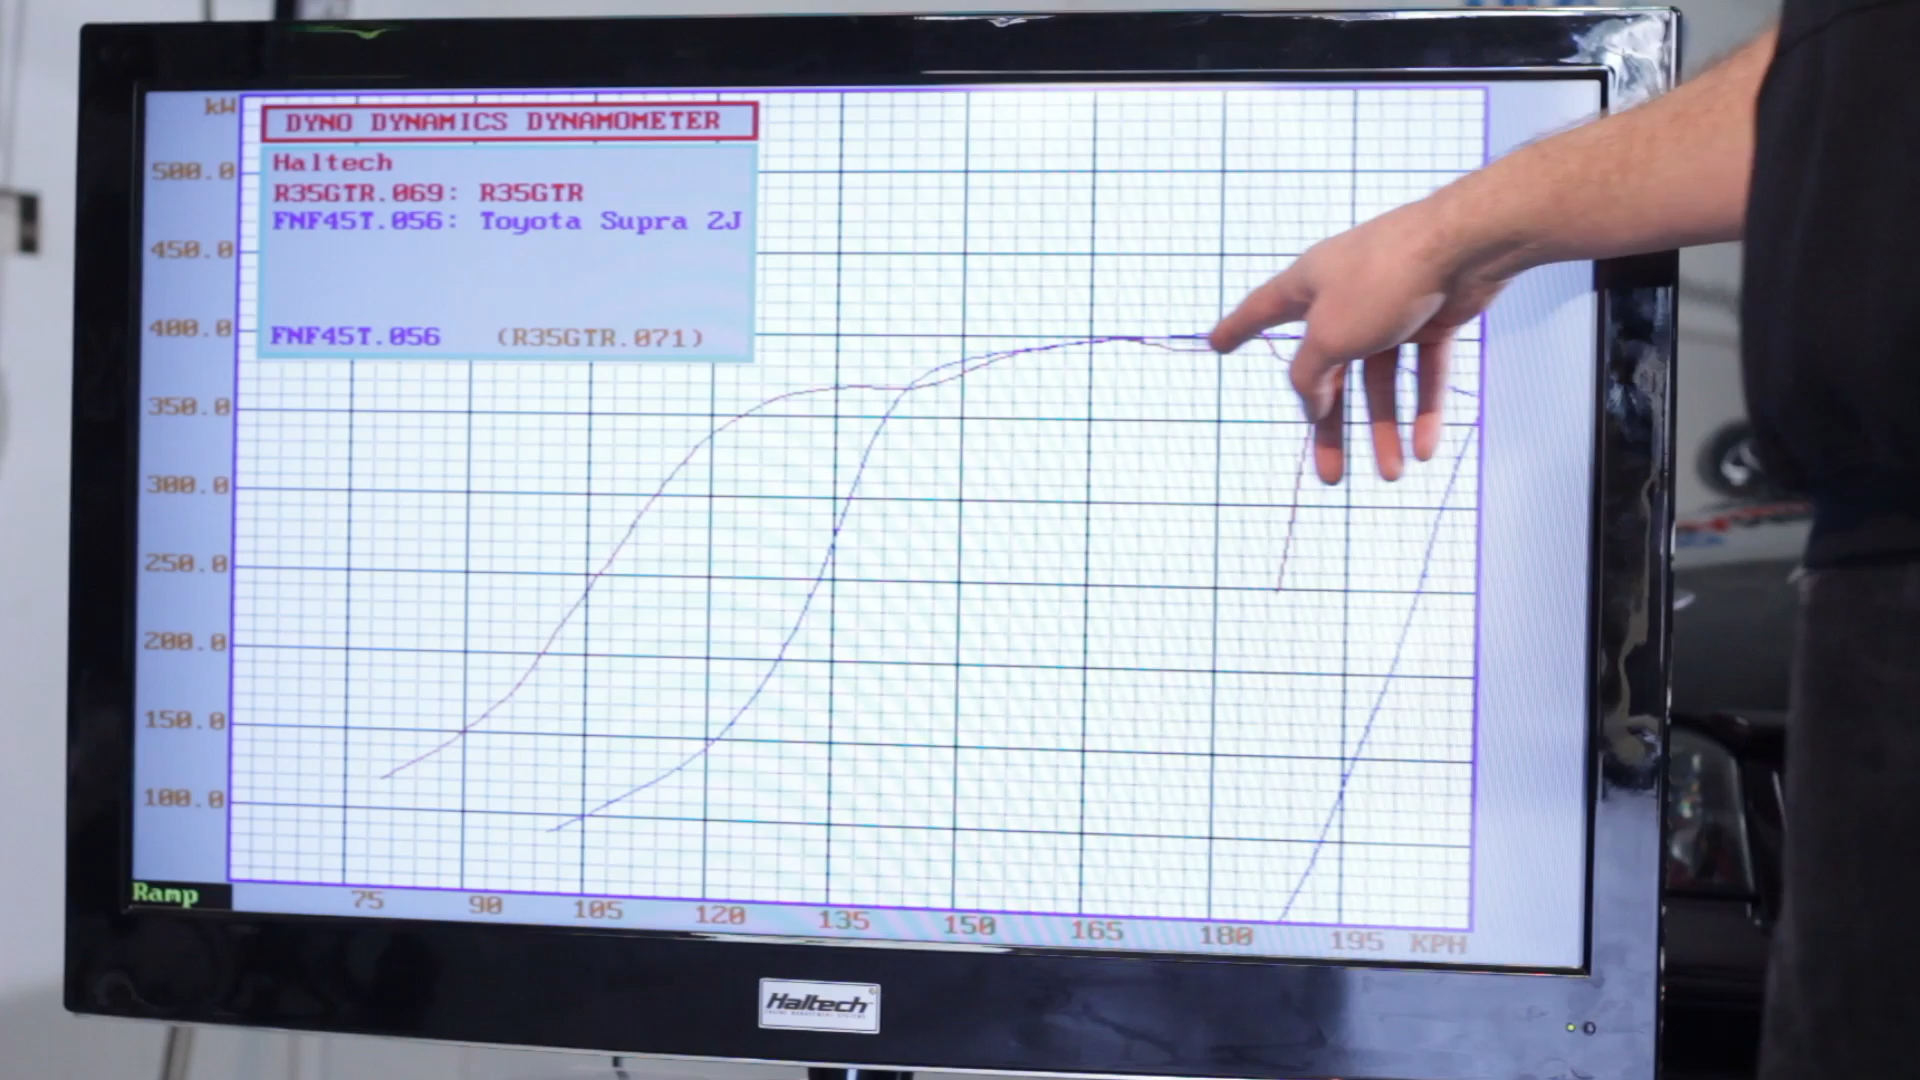 kW
DYNO DYNAMICS DYNAMOMETER
Haltech
R35GTR.069: R35GTR
FNF45T.056: Toyota Supra 2J
FNF45T.056 (R35GTR.071)
500.0
450.0
400.0
350.0
300.0
250.0
200.0
150.0
100.0
Ramp
75 90 105 120 135 150 165 180 195 KPH
Haltech